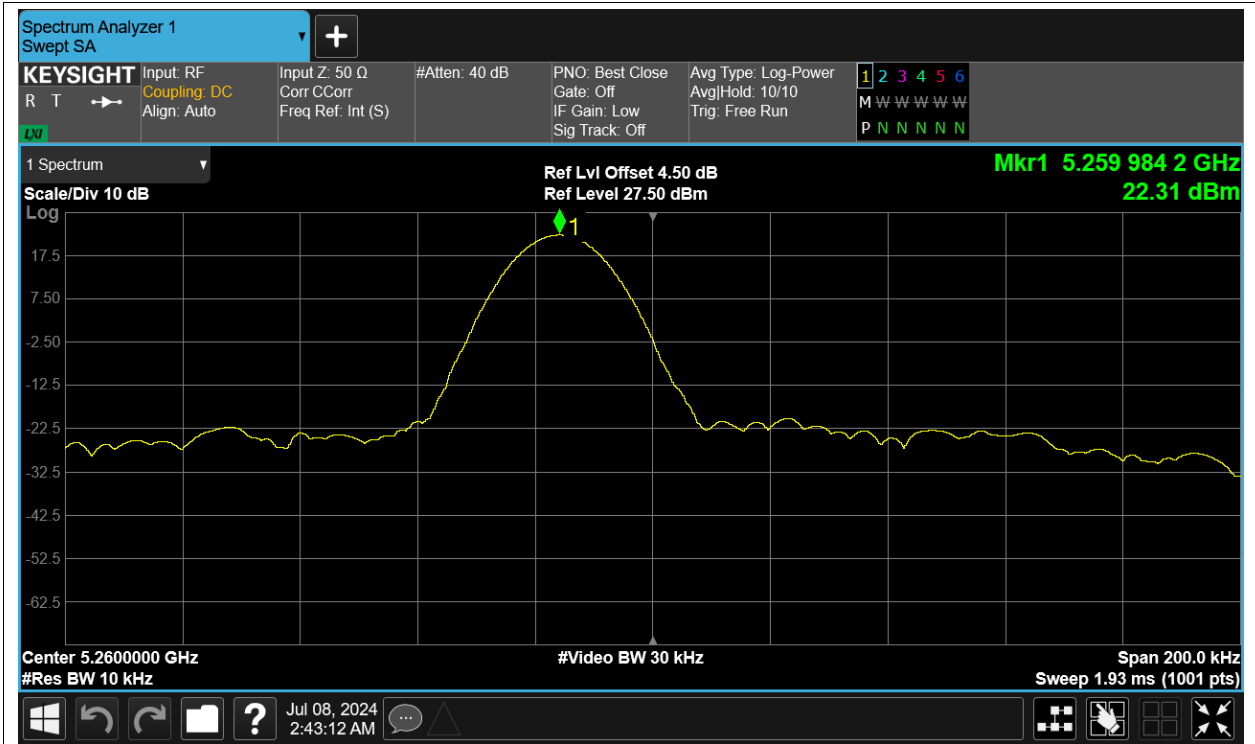 Spectrum Analyzer 1
Swept SA
+
KEYSIGHT
R T
LXI
Input: RF
Coupling: DC
Align: Auto
Input Z: 50 Ω
Corr CCorr
Freq Ref: Int (S)
#Atten: 40 dB
PNO: Best Close
Gate: Off
IF Gain: Low
Sig Track: Off
Avg Type: Log-Power
Avg|Hold: 10/10
Trig: Free Run
1 2 3 4 5 6
M W W W W W
P N N N N N
1 Spectrum
Scale/Div 10 dB
Ref Lvl Offset 4.50 dB
Ref Level 27.50 dBm
Mkr1 5.259 984 2 GHz
22.31 dBm
Log
1
17.5
7.50
-2.50
-12.5
-22.5
-32.5
-42.5
-52.5
-62.5
Center 5.2600000 GHz
#Video BW 30 kHz
Span 200.0 kHz
#Res BW 10 kHz
Sweep 1.93 ms (1001 pts)
?
Jul 08, 2024
2:43:12 AM